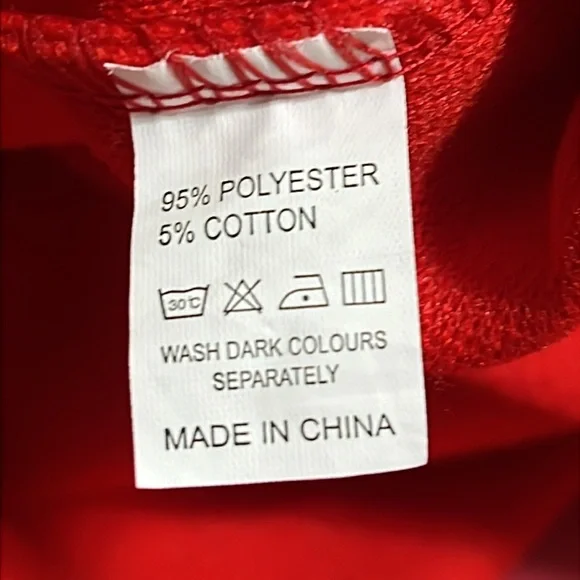 95% POLYESTER
5% COTTON
30°C
WASH DARK COLOURS
SEPARATELY
MADE IN CHINA